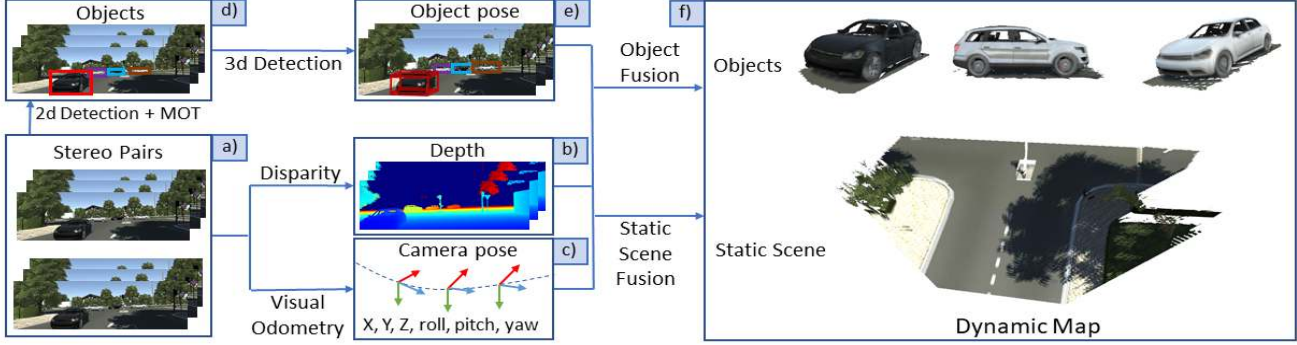 Objects
d)
3d Detection
Object pose
e)
Object
Fusion
f)
Objects
2d Detection + MOT
Stereo Pairs
a)
Disparity
Depth
b)
Static
Scene
Fusion
Static Scene
Visual
Odometry
Camera pose
c)
X, Y, Z, roll, pitch, yaw
Dynamic Map